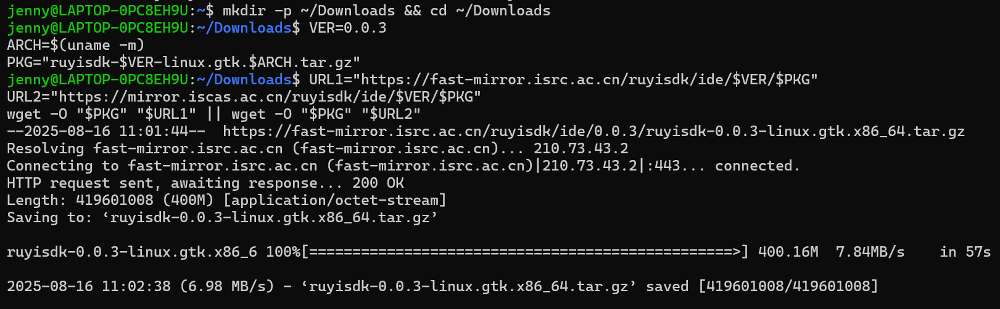 jenny@LAPTOP-0PC8EH9U:~$ mkdir -p ~/Downloads && cd ~/Downloads
jenny@LAPTOP-0PC8EH9U:~/Downloads$ VER=0.0.3
ARCH=$(uname -m)
PKG="ruyisdk-$VER-linux.gtk.$ARCH.tar.gz"
jenny@LAPTOP-0PC8EH9U:~/Downloads$ URL1="https://fast-mirror.isrc.ac.cn/ruyisdk/ide/$VER/$PKG"
URL2="https://mirror.iscas.ac.cn/ruyisdk/ide/$VER/$PKG"
wget -O "$PKG" "$URL1" || wget -O "$PKG" "$URL2"
--2025-08-16 11:01:44--  https://fast-mirror.isrc.ac.cn/ruyisdk/ide/0.0.3/ruyisdk-0.0.3-linux.gtk.x86_64.tar.gz
Resolving fast-mirror.isrc.ac.cn (fast-mirror.isrc.ac.cn)... 210.73.43.2
Connecting to fast-mirror.isrc.ac.cn (fast-mirror.isrc.ac.cn)|210.73.43.2|:443... connected.
HTTP request sent, awaiting response... 200 OK
Length: 419601008 (400M) [application/octet-stream]
Saving to: ‘ruyisdk-0.0.3-linux.gtk.x86_64.tar.gz’
ruyisdk-0.0.3-linux.gtk.x86_6 100%[=================================================>] 400.16M  7.84MB/s    in 57s
2025-08-16 11:02:38 (6.98 MB/s) - ‘ruyisdk-0.0.3-linux.gtk.x86_64.tar.gz’ saved [419601008/419601008]